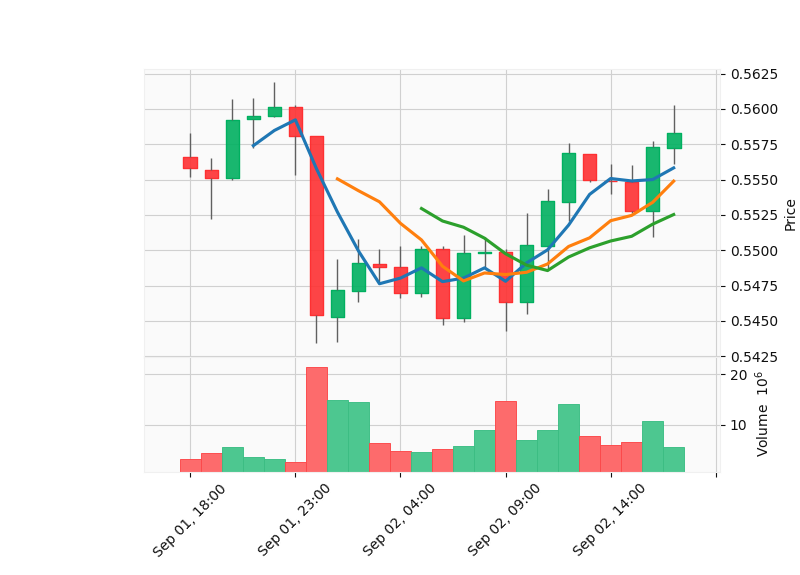 0.5625
0.5600
0.5575
0.5550
0.5525
0.5500
0.5475
0.5450
0.5425
Price
20
10
Volume 10⁶
Sep 01, 18:00
Sep 01, 23:00
Sep 02, 04:00
Sep 02, 09:00
Sep 02, 14:00